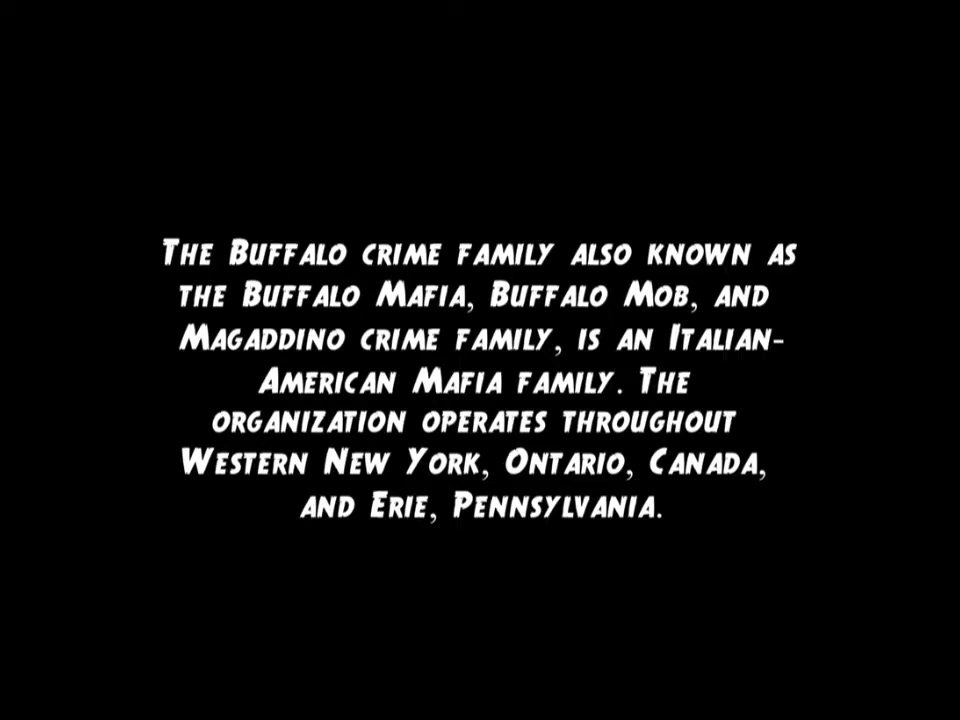 The Buffalo crime family also known as
the Buffalo Mafia, Buffalo Mob, and
Magaddino crime family, is an Italian-
American Mafia family. The
organization operates throughout
Western New York, Ontario, Canada,
and Erie, Pennsylvania.